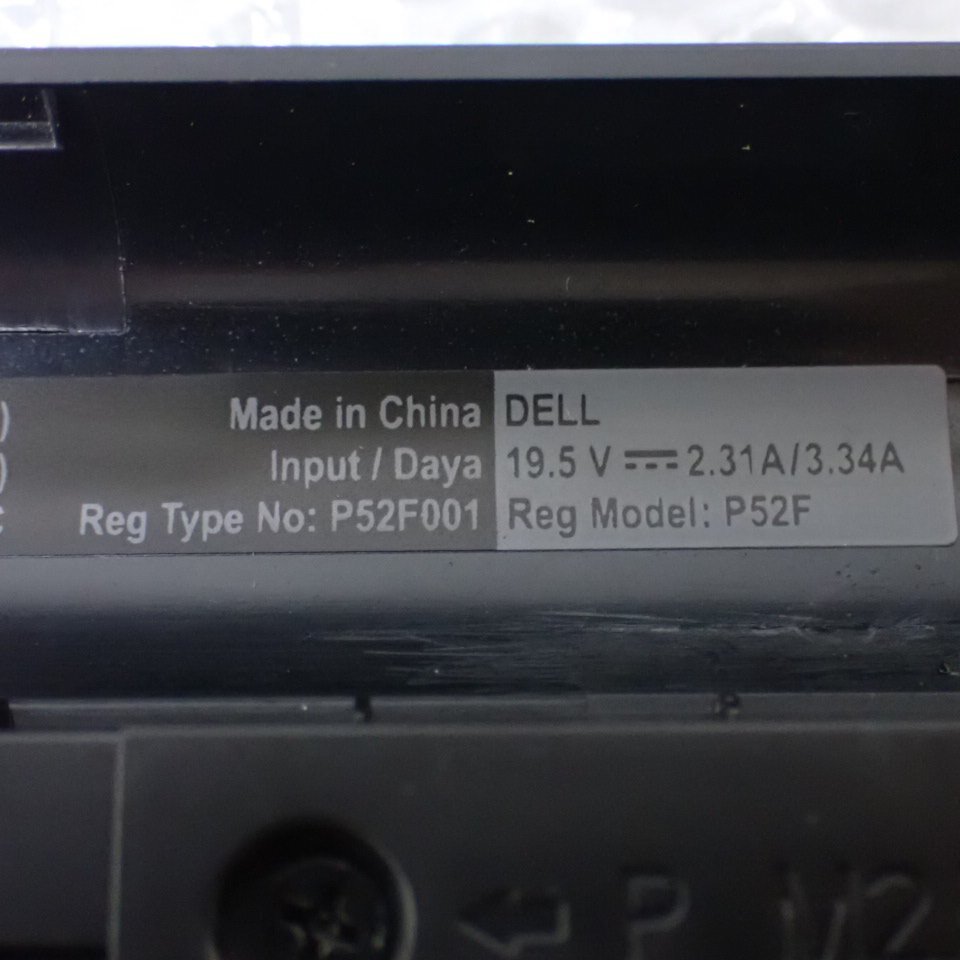 Made in China DELL
Input / Daya 19.5 V ⎓ 2.31A/3.34A
Reg Type No: P52F001 Reg Model: P52F
P